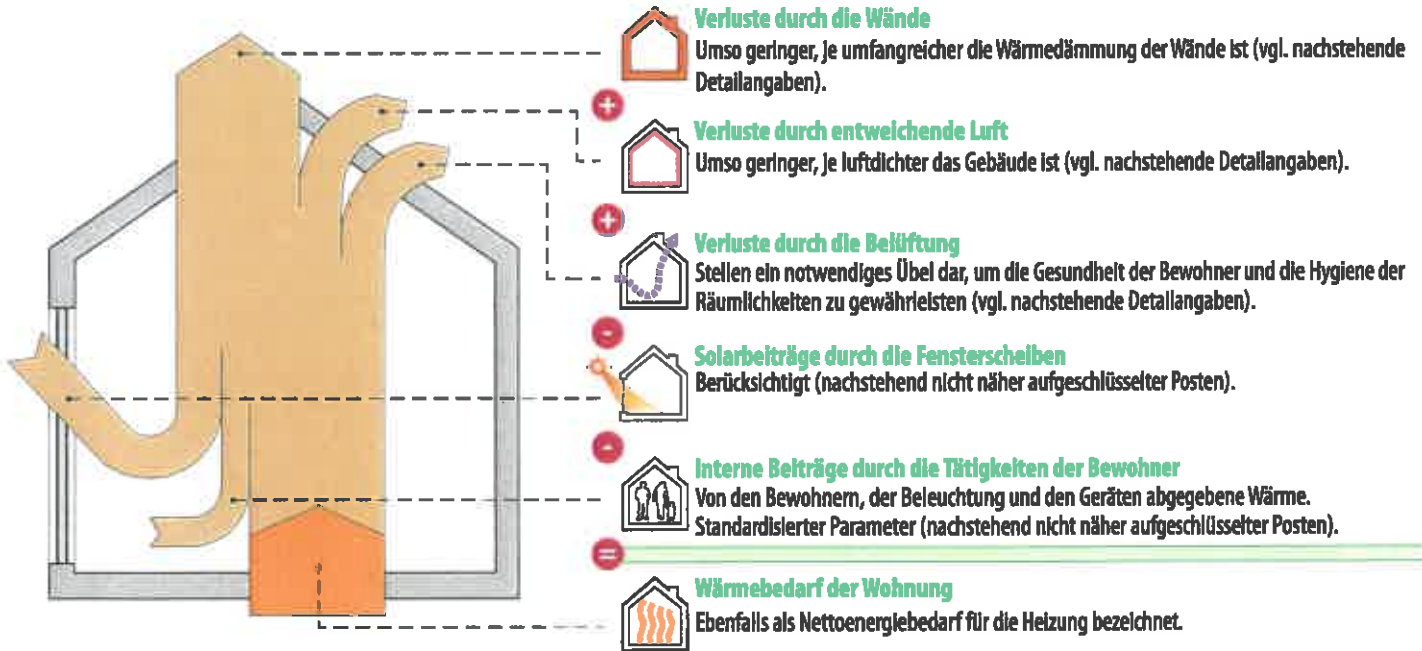 Verluste durch die Wände
Umso geringer, je umfangreicher die Wärmedämmung der Wände ist (vgl. nachstehende
Detailangaben).
+
Verluste durch entweichende Luft
Umso geringer, je luftdichter das Gebäude ist (vgl. nachstehende Detailangaben).
+
Verluste durch die Belüftung
Stellen ein notwendiges Übel dar, um die Gesundheit der Bewohner und die Hygiene der
Räumlichkeiten zu gewährleisten (vgl. nachstehende Detailangaben).
-
Solarbeiträge durch die Fensterscheiben
Berücksichtigt (nachstehend nicht näher aufgeschlüsselter Posten).
-
Interne Beiträge durch die Tätigkeiten der Bewohner
Von den Bewohnern, der Beleuchtung und den Geräten abgegebene Wärme.
Standardisierter Parameter (nachstehend nicht näher aufgeschlüsselter Posten).
=
Wärmebedarf der Wohnung
Ebenfalls als Nettoenergiebedarf für die Heizung bezeichnet.